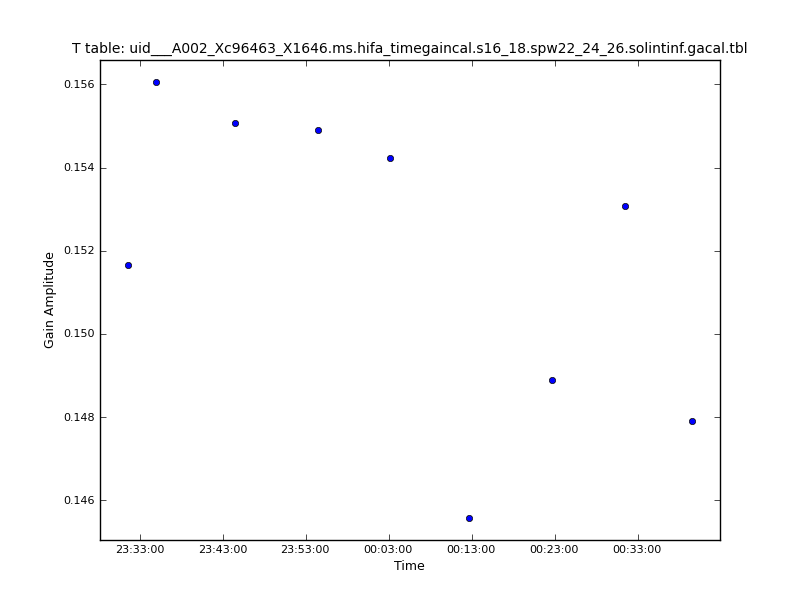 T table: uid___A002_Xc96463_X1646.ms.hifa_timegaincal.s16_18.spw22_24_26.solintinf.gacal.tbl
0.156
0.154
0.152
0.150
0.148
0.146
Gain Amplitude
23:33:00 23:43:00 23:53:00 00:03:00 00:13:00 00:23:00 00:33:00
Time